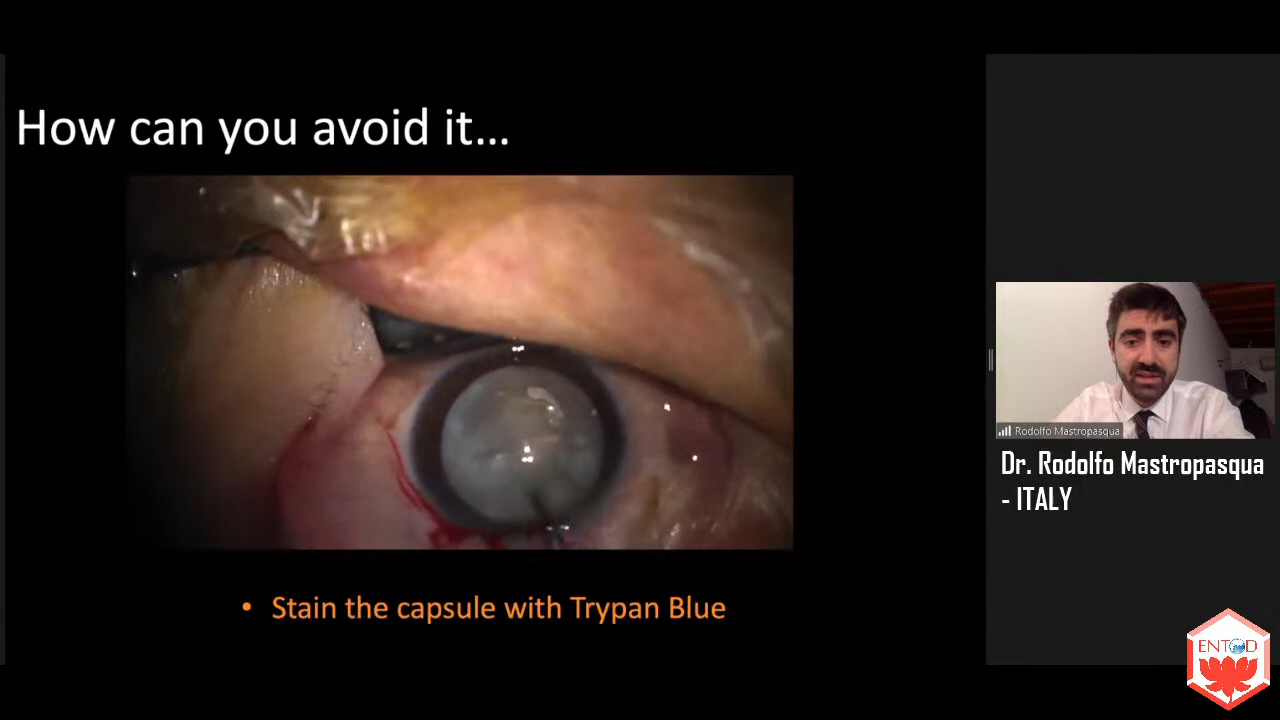 How can you avoid it...
Stain the capsule with Trypan Blue
Rodolfo Mastropasqua
Dr. Rodolfo Mastropasqua
- ITALY
ENTOD